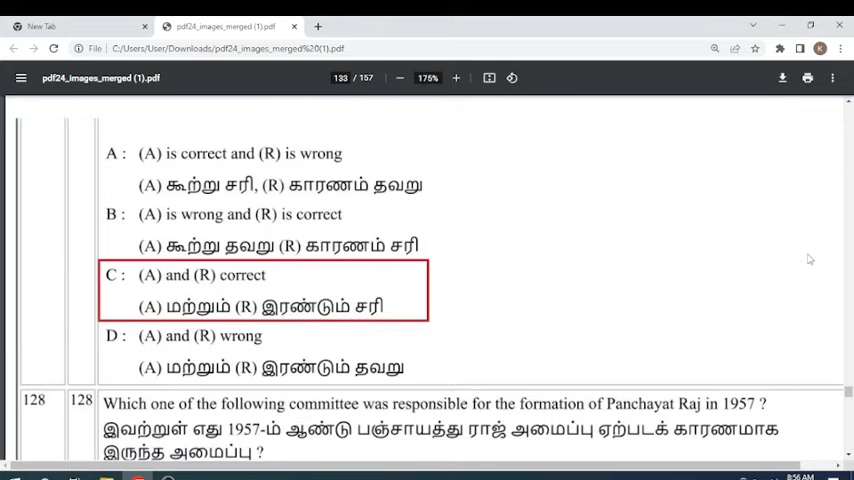 New Tab
pdf24_images_merged (1).pdf
File
C:/Users/User/Downloads/pdf24_images_merged%20(1).pdf
K
pdf24_images_merged (1).pdf
133 / 157
175%
A : (A) is correct and (R) is wrong
(A) கூற்று சரி, (R) காரணம் தவறு
B : (A) is wrong and (R) is correct
(A) கூற்று தவறு (R) காரணம் சரி
C : (A) and (R) correct
(A) மற்றும் (R) இரண்டும் சரி
D : (A) and (R) wrong
(A) மற்றும் (R) இரண்டும் தவறு
128 128 Which one of the following committee was responsible for the formation of Panchayat Raj in 1957 ?
இவற்றுள் எது 1957-ம் ஆண்டு பஞ்சாயத்து ராஜ் அமைப்பு ஏற்படக் காரணமாக
இருந்த அமைப்பு ?
8:56 AM